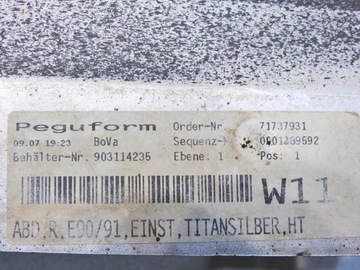 Peguform Order-Nr. 71737931
09.07 19:23 BoVa Sequenz-N 0001389592
Behälter-Nr. 903114235 Ebene: 1 Pos: 1
W11
ABD,R,E90/91,EINST,TITANSILBER,HT